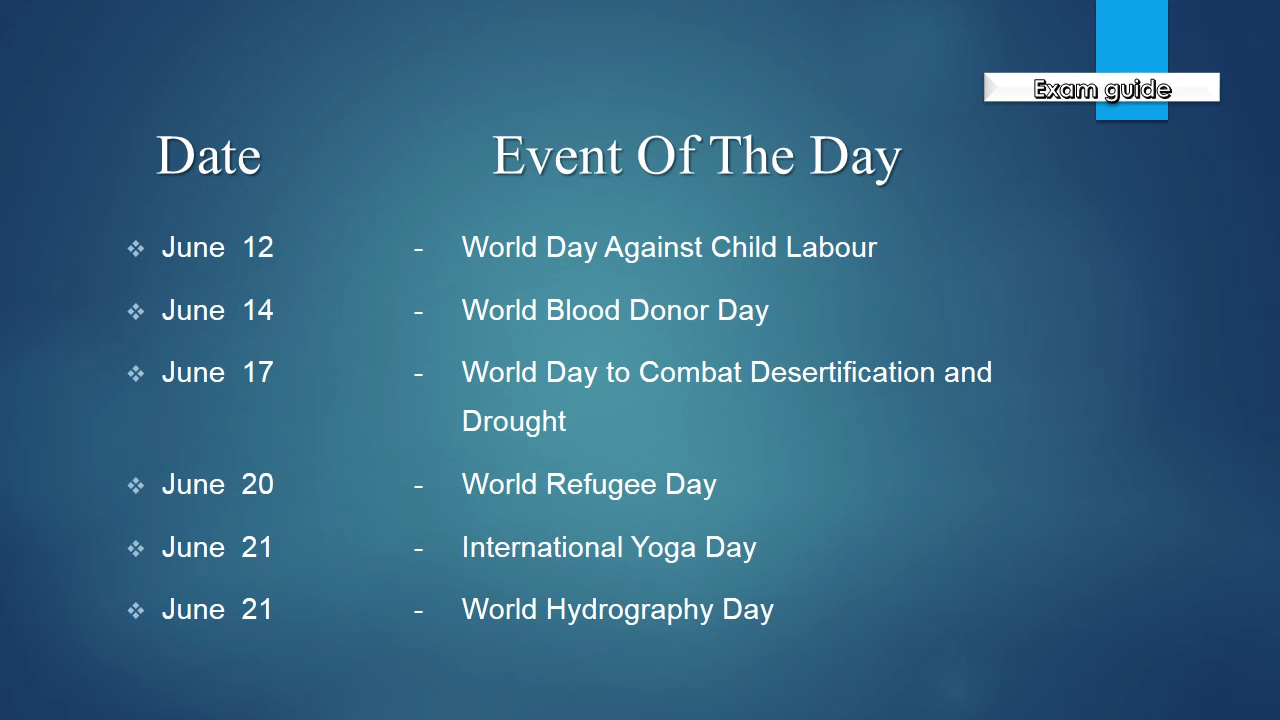 Exam guide
Date Event Of The Day
❖ June 12 - World Day Against Child Labour
❖ June 14 - World Blood Donor Day
❖ June 17 - World Day to Combat Desertification and
Drought
❖ June 20 - World Refugee Day
❖ June 21 - International Yoga Day
❖ June 21 - World Hydrography Day